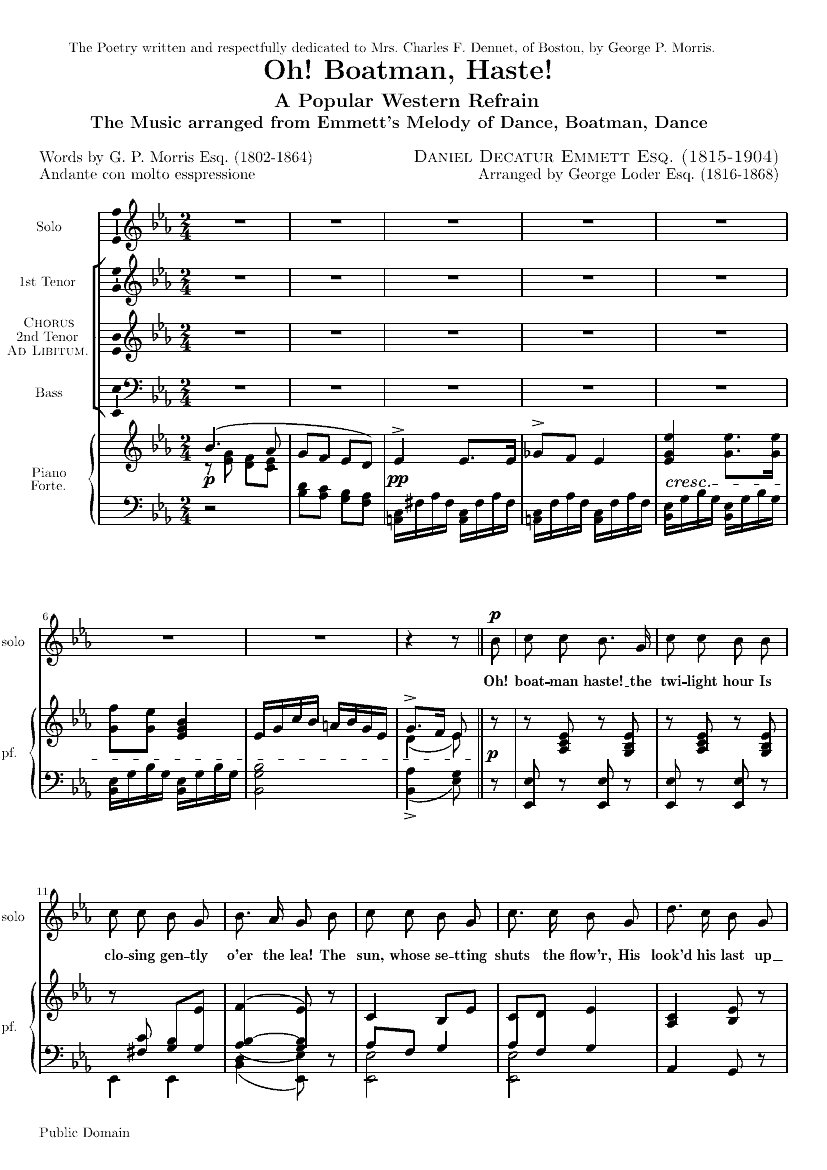 The Poetry written and respectfully dedicated to Mrs. Charles F. Dennet, of Boston, by George P. Morris.
Oh! Boatman, Haste!
A Popular Western Refrain
The Music arranged from Emmett's Melody of Dance, Boatman, Dance
Words by G. P. Morris Esq. (1802-1864)
Daniel Decatur Emmett Esq. (1815-1904)
Andante con molto esspressione
Arranged by George Loder Esq. (1816-1868)
Solo
1st Tenor
Chorus
2nd Tenor
Ad Libitum.
Bass
Piano
Forte.
p
pp
cresc.
6
p
solo
Oh! boat-man haste!_the twi-light hour Is
pf.
p
11
solo
clo-sing gen-tly o'er the lea! The sun, whose se-tting shuts the flow'r, His look'd his last up_
pf.
Public Domain